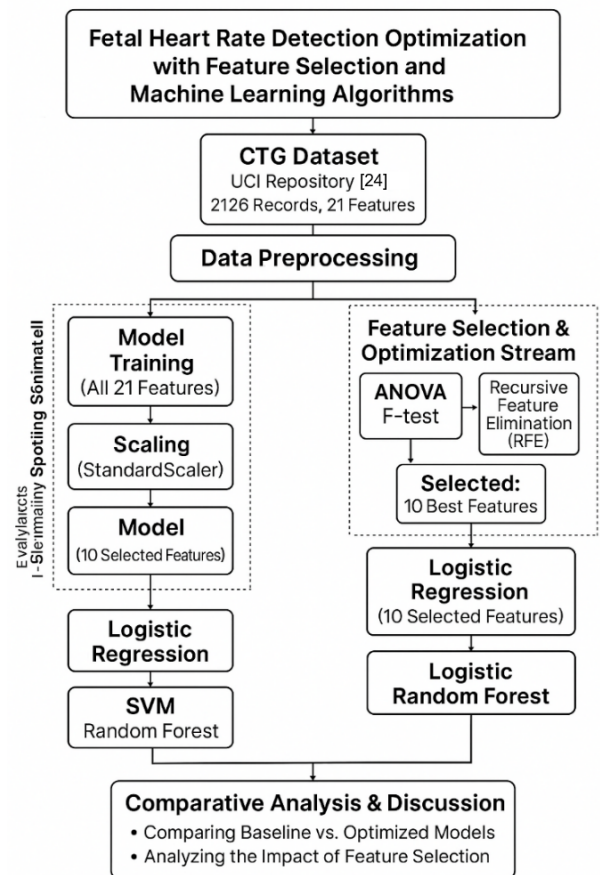 Fetal Heart Rate Detection Optimization
with Feature Selection and
Machine Learning Algorithms
CTG Dataset
UCI Repository [24]
2126 Records, 21 Features
Data Preprocessing
Model
Training
(All 21 Features)
Scaling
(StandardScaler)
Model
(10 Selected Features)
Logistic
Regression
SVM
Random Forest
Feature Selection &
Optimization Stream
ANOVA
F-test
Recursive
Feature
Elimination
(RFE)
Selected:
10 Best Features
Logistic
Regression
(10 Selected Features)
Logistic
Random Forest
Comparative Analysis & Discussion
• Comparing Baseline vs. Optimized Models
• Analyzing the Impact of Feature Selection